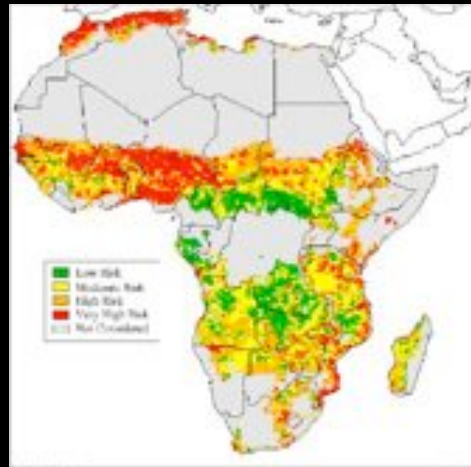 Low Risk
Moderate Risk
High Risk
Very High Risk
Not Considered